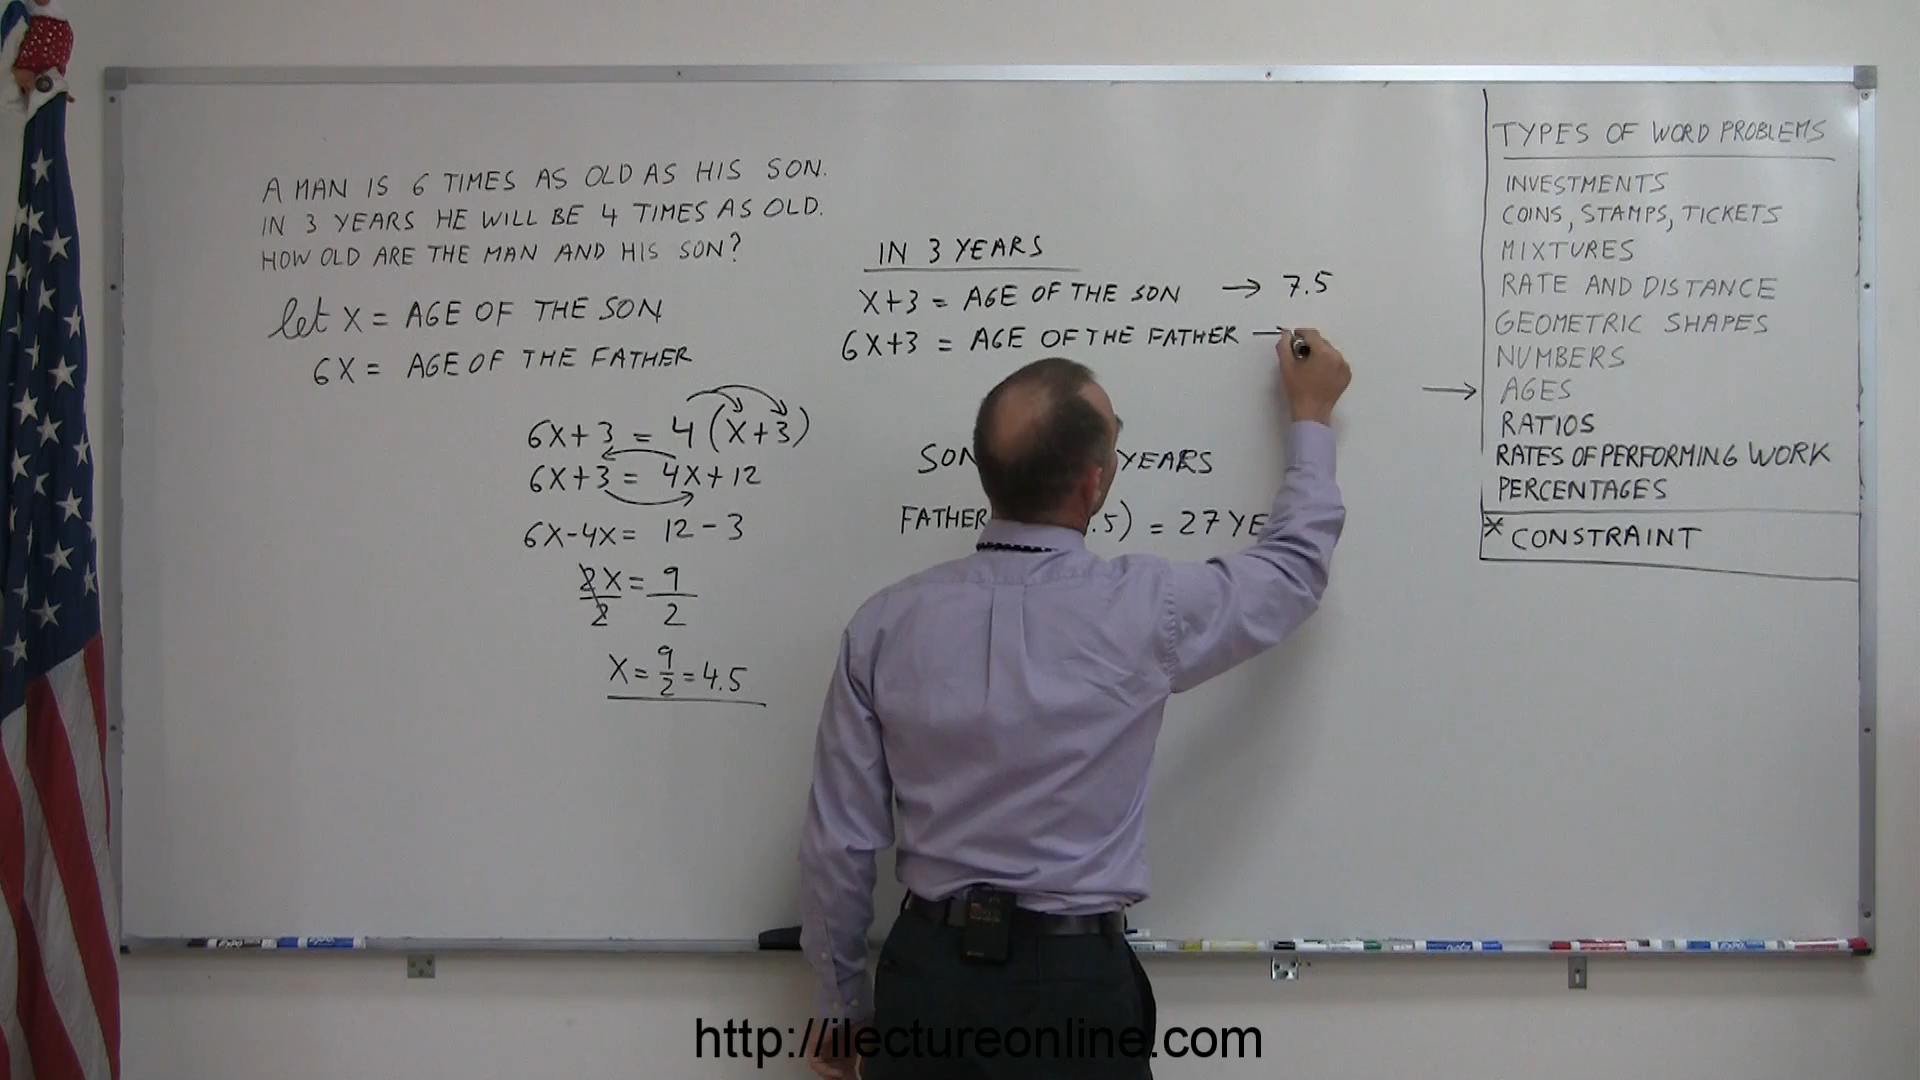 A MAN IS 6 TIMES AS OLD AS HIS SON.
IN 3 YEARS HE WILL BE 4 TIMES AS OLD.
HOW OLD ARE THE MAN AND HIS SON?
let X = AGE OF THE SON
6X = AGE OF THE FATHER
6X+3 = 4(X+3)
6X+3 = 4X+12
6X-4X = 12-3
2X/2 = 9/2
X = 9/2 = 4.5
IN 3 YEARS
X+3 = AGE OF THE SON → 7.5
6X+3 = AGE OF THE FATHER →
SON YEARS
FATHER .5) = 27 YE
TYPES OF WORD PROBLEMS
INVESTMENTS
COINS, STAMPS, TICKETS
MIXTURES
RATE AND DISTANCE
GEOMETRIC SHAPES
NUMBERS
→ AGES
RATIOS
RATES OF PERFORMING WORK
PERCENTAGES
* CONSTRAINT
http://ilectureonline.com